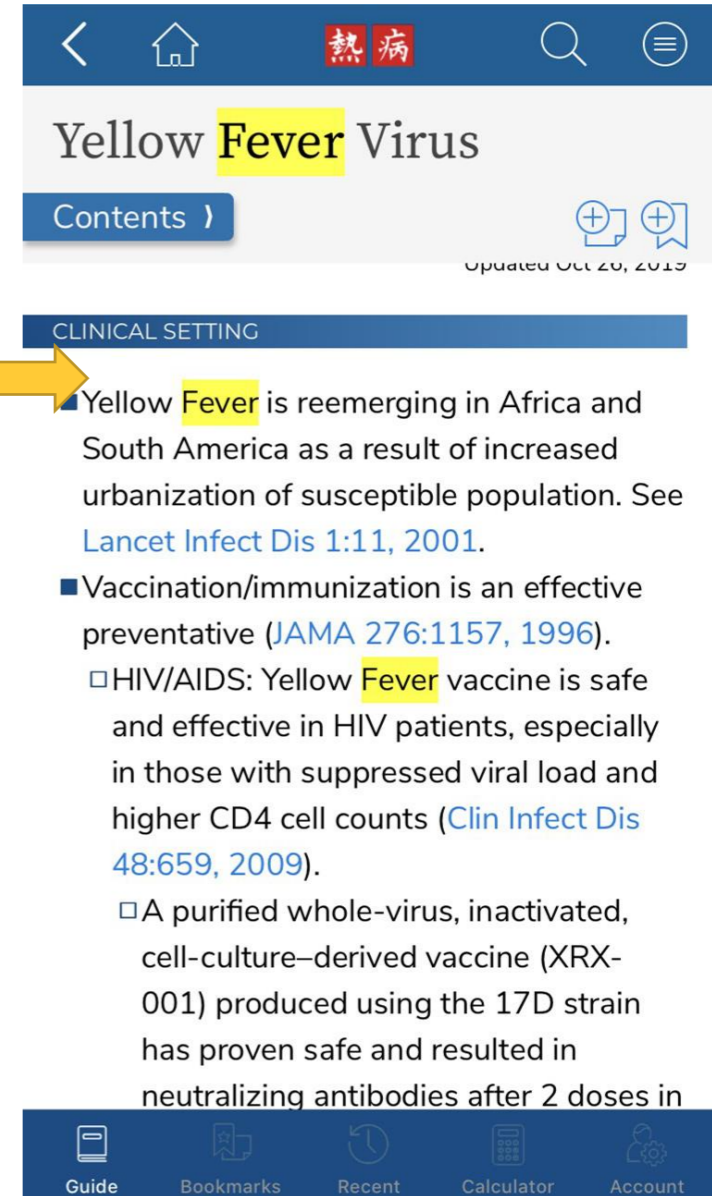 熱病
Yellow Fever Virus
Contents ⟩
Updated Oct 26, 2019
CLINICAL SETTING
■Yellow Fever is reemerging in Africa and
South America as a result of increased
urbanization of susceptible population. See
Lancet Infect Dis 1:11, 2001.
■Vaccination/immunization is an effective
preventative (JAMA 276:1157, 1996).
□HIV/AIDS: Yellow Fever vaccine is safe
and effective in HIV patients, especially
in those with suppressed viral load and
higher CD4 cell counts (Clin Infect Dis
48:659, 2009).
□A purified whole-virus, inactivated,
cell-culture–derived vaccine (XRX-
001) produced using the 17D strain
has proven safe and resulted in
neutralizing antibodies after 2 doses in
Guide Bookmarks Recent Calculator Account